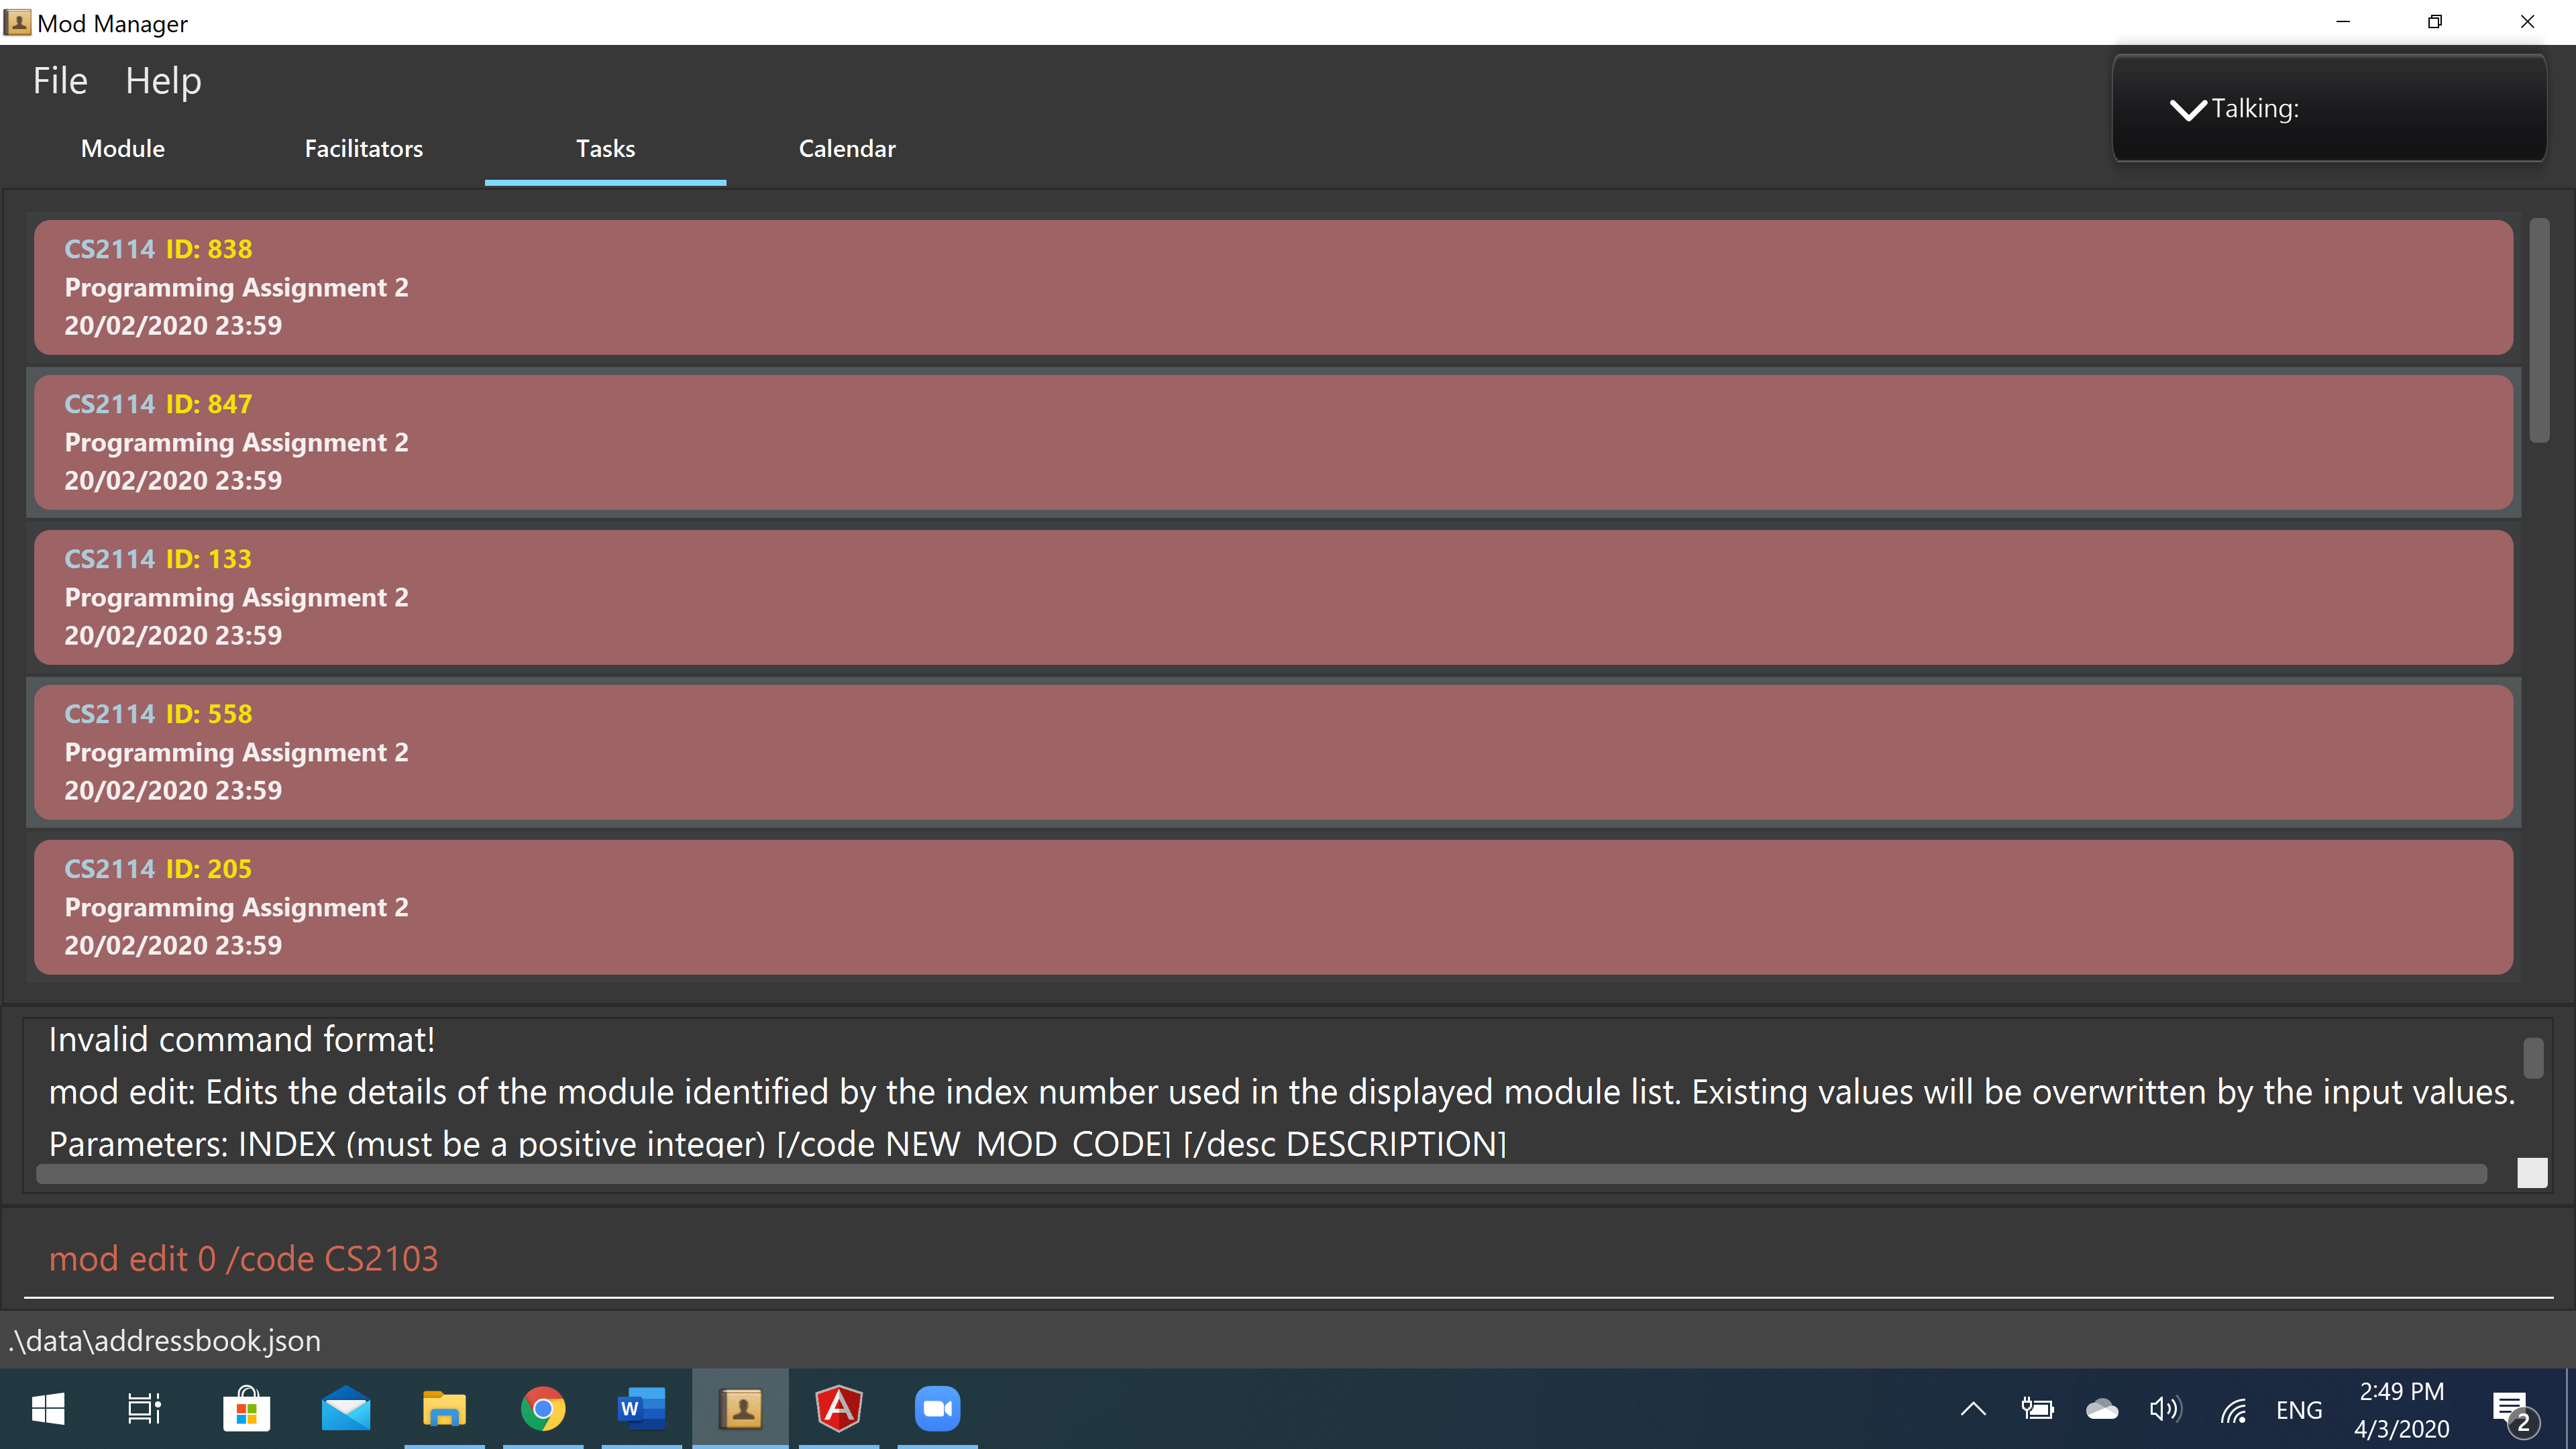 Mod Manager
File Help
Talking:
Module Facilitators Tasks Calendar
CS2114 ID: 838
Programming Assignment 2
20/02/2020 23:59
CS2114 ID: 847
Programming Assignment 2
20/02/2020 23:59
CS2114 ID: 133
Programming Assignment 2
20/02/2020 23:59
CS2114 ID: 558
Programming Assignment 2
20/02/2020 23:59
CS2114 ID: 205
Programming Assignment 2
20/02/2020 23:59
Invalid command format!
mod edit: Edits the details of the module identified by the index number used in the displayed module list. Existing values will be overwritten by the input values.
Parameters: INDEX (must be a positive integer) [/code NEW_MOD_CODE] [/desc DESCRIPTION]
mod edit 0 /code CS2103
.\data\addressbook.json
W
A
ENG
2:49 PM
4/3/2020
2